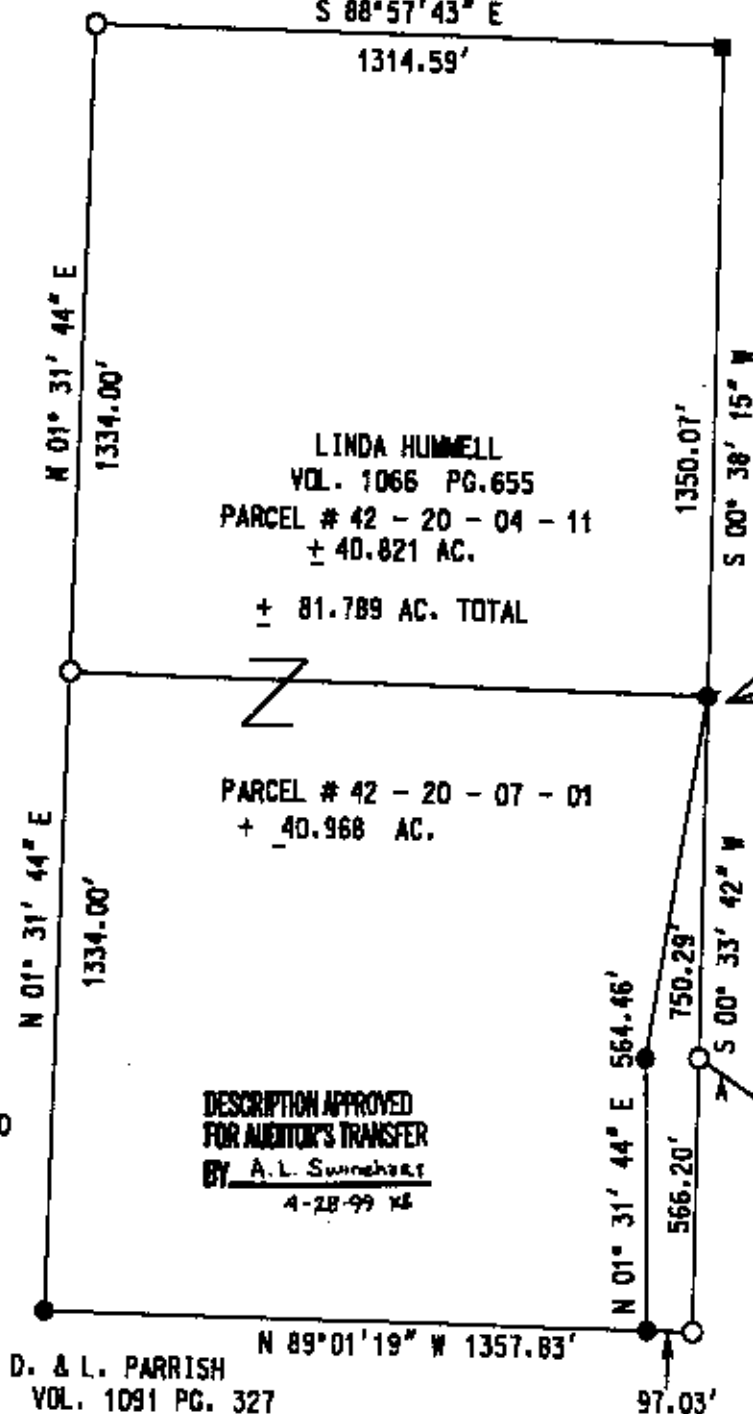 S 88°57'43" E
1314.59'
N 01° 31' 44" E
1334.00'
1350.07'
S 00° 38' 15" W
LINDA HUMMELL
VOL. 1066 PG.655
PARCEL # 42 - 20 - 04 - 11
± 40.821 AC.
± 81.789 AC. TOTAL
Z
PARCEL # 42 - 20 - 07 - 01
+ _40.968 AC.
N 01° 31' 44" E
1334.00'
S 00° 33' 42" W
750.29'
N 01° 31' 44" E 564.46'
566.20'
DESCRIPTION APPROVED
FOR AUDITOR'S TRANSFER
BY A.L. Swinehart
4-28-99
N 89°01'19" W 1357.83'
D. & L. PARRISH
VOL. 1091 PG. 327
97.03'